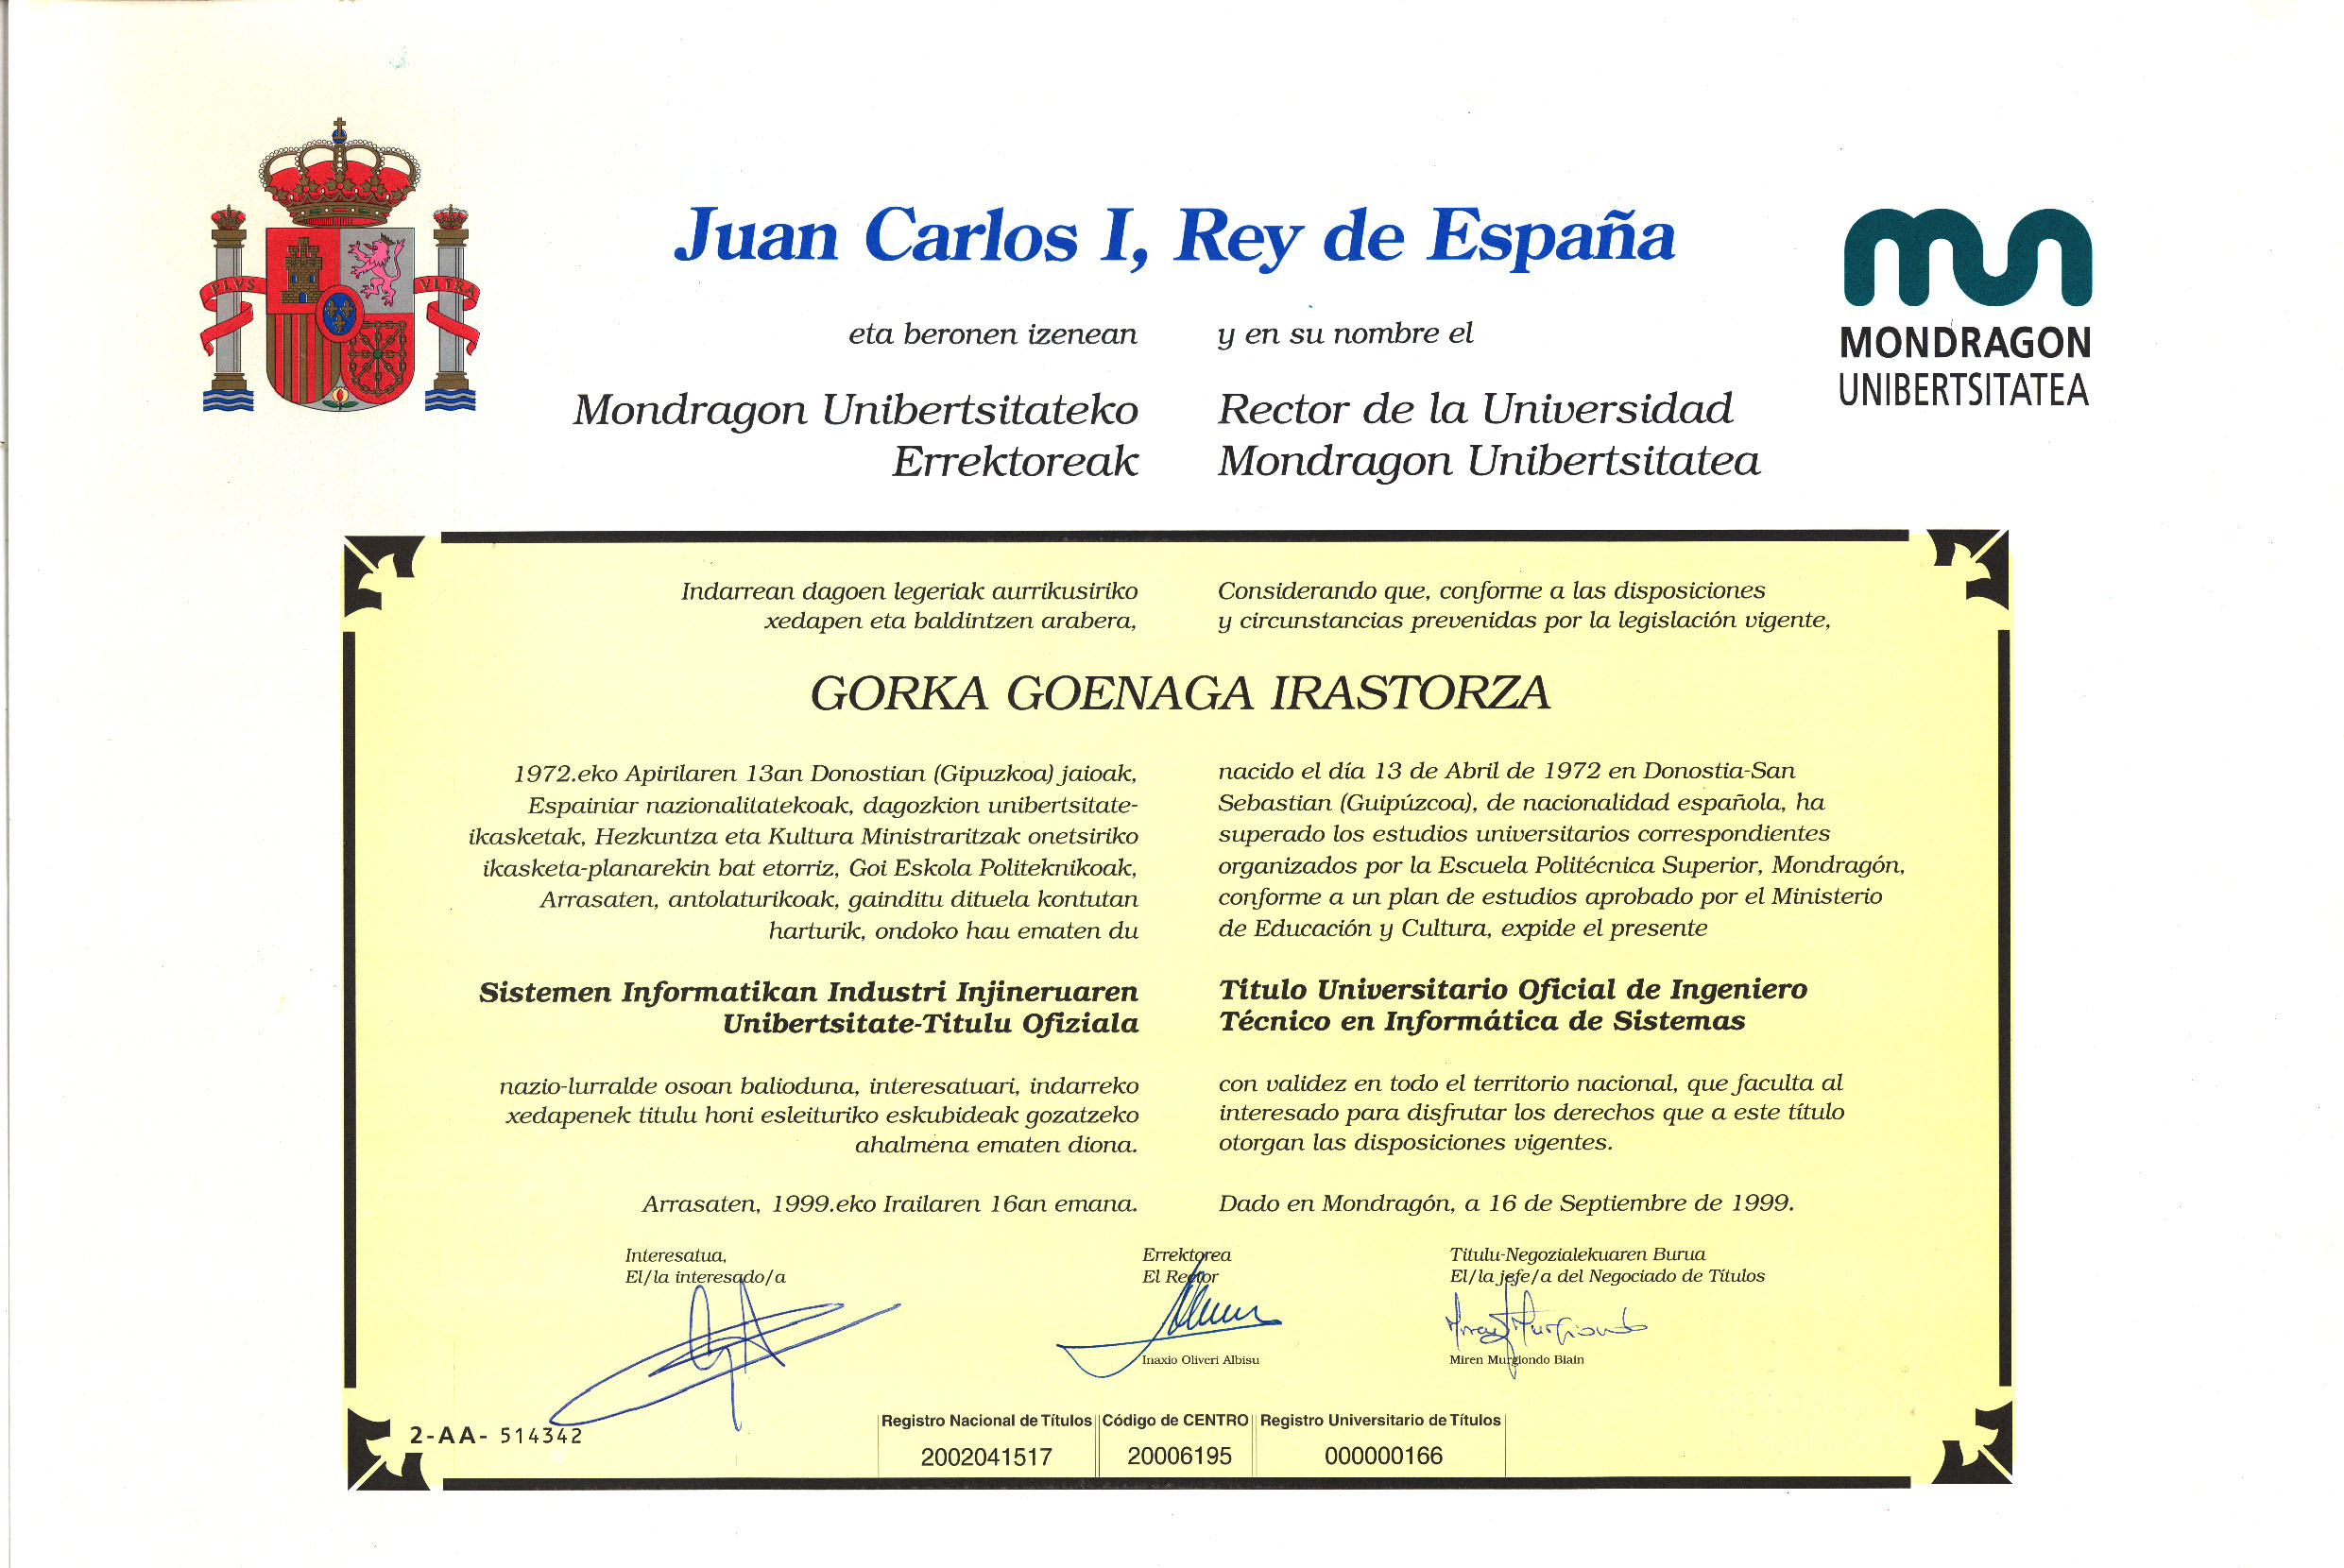 Juan Carlos I, Rey de España
PLVS
VLTRA
MONDRAGON
UNIBERTSITATEA
eta beronen izenean
Mondragon Unibertsitateko
Errektoreak
y en su nombre el
Rector de la Universidad
Mondragon Unibertsitatea
Indarrean dagoen legeriak aurrikusiriko
xedapen eta baldintzen arabera,
Considerando que, conforme a las disposiciones
y circunstancias prevenidas por la legislación vigente,
GORKA GOENAGA IRASTORZA
1972.eko Apirilaren 13an Donostian (Gipuzkoa) jaioak,
Espainiar nazionalitatekoak, dagozkion unibertsitate-
ikasketak, Hezkuntza eta Kultura Ministraritzak onetsiriko
ikasketa-planarekin bat etorriz, Goi Eskola Politeknikoak,
Arrasaten, antolaturikoak, gainditu dituela kontutan
harturik, ondoko hau ematen du
Sistemen Informatikan Industri Injineruaren
Unibertsitate-Titulu Ofiziala
nazio-lurralde osoan balioduna, interesatuari, indarreko
xedapenek titulu honi esleituriko eskubideak gozatzeko
ahalmena ematen diona.
Arrasaten, 1999.eko Irailaren 16an emana.
nacido el día 13 de Abril de 1972 en Donostia-San
Sebastian (Guipúzcoa), de nacionalidad española, ha
superado los estudios universitarios correspondientes
organizados por la Escuela Politécnica Superior, Mondragón,
conforme a un plan de estudios aprobado por el Ministerio
de Educación y Cultura, expide el presente
Titulo Universitario Oficial de Ingeniero
Técnico en Informática de Sistemas
con validez en todo el territorio nacional, que faculta al
interesado para disfrutar los derechos que a este título
otorgan las disposiciones vigentes.
Dado en Mondragón, a 16 de Septiembre de 1999.
Interesatua,
El/la interesado/a
Errektorea
El Rector
Inaxio Oliveri Albisu
Titulu-Negozialekuaren Burua
El/la jefe/a del Negociado de Títulos
Miren Murgiondo Biain
2-AA- 514342
Registro Nacional de Títulos
2002041517
Código de CENTRO
20006195
Registro Universitario de Títulos
000000166